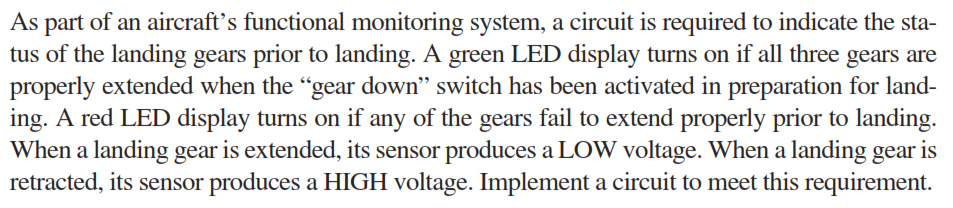 As part of an aircraft’s functional monitoring system, a circuit is required to indicate the sta-
tus of the landing gears prior to landing. A green LED display turns on if all three gears are
properly extended when the “gear down” switch has been activated in preparation for land-
ing. A red LED display turns on if any of the gears fail to extend properly prior to landing.
When a landing gear is extended, its sensor produces a LOW voltage. When a landing gear is
retracted, its sensor produces a HIGH voltage. Implement a circuit to meet this requirement.